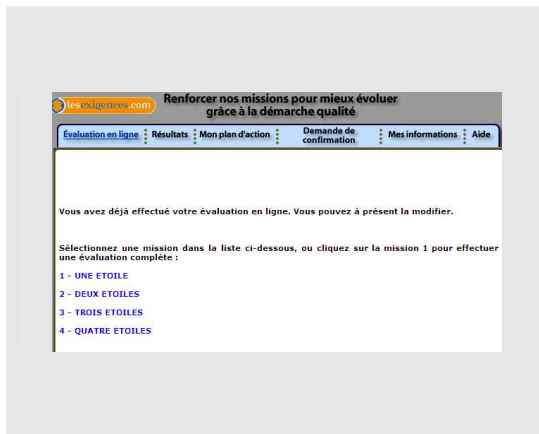 lesexigences.com
Renforcer nos missions pour mieux évoluer
grâce à la démarche qualité
Évaluation en ligne
Résultats
Mon plan d'action
Demande de
confirmation
Mes informations
Aide
Vous avez déjà effectué votre évaluation en ligne. Vous pouvez à présent la modifier.
Sélectionnez une mission dans la liste ci-dessous, ou cliquez sur la mission 1 pour effectuer
une évaluation complète :
1 - UNE ETOILE
2 - DEUX ETOILES
3 - TROIS ETOILES
4 - QUATRE ETOILES